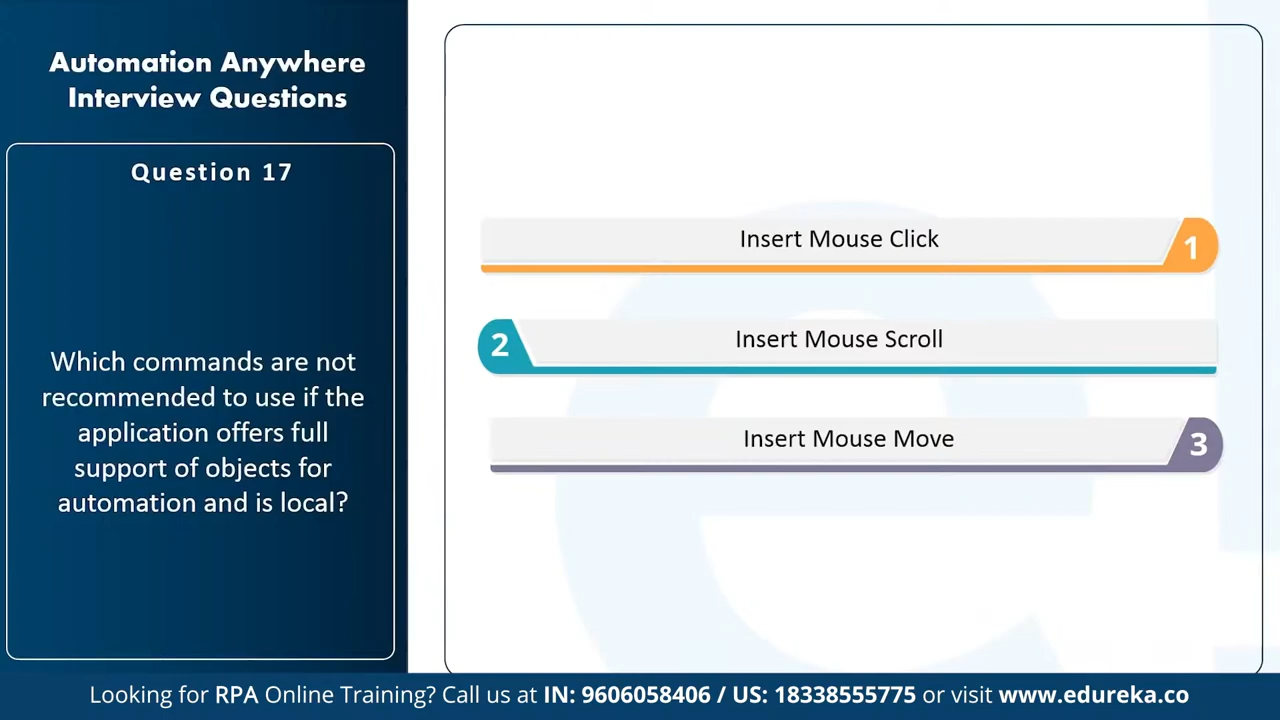 Automation Anywhere
Interview Questions
Question 17
Which commands are not
recommended to use if the
application offers full
support of objects for
automation and is local?
Insert Mouse Click
1
2
Insert Mouse Scroll
Insert Mouse Move
3
Looking for RPA Online Training? Call us at IN: 9606058406 / US: 18338555775 or visit www.edureka.co